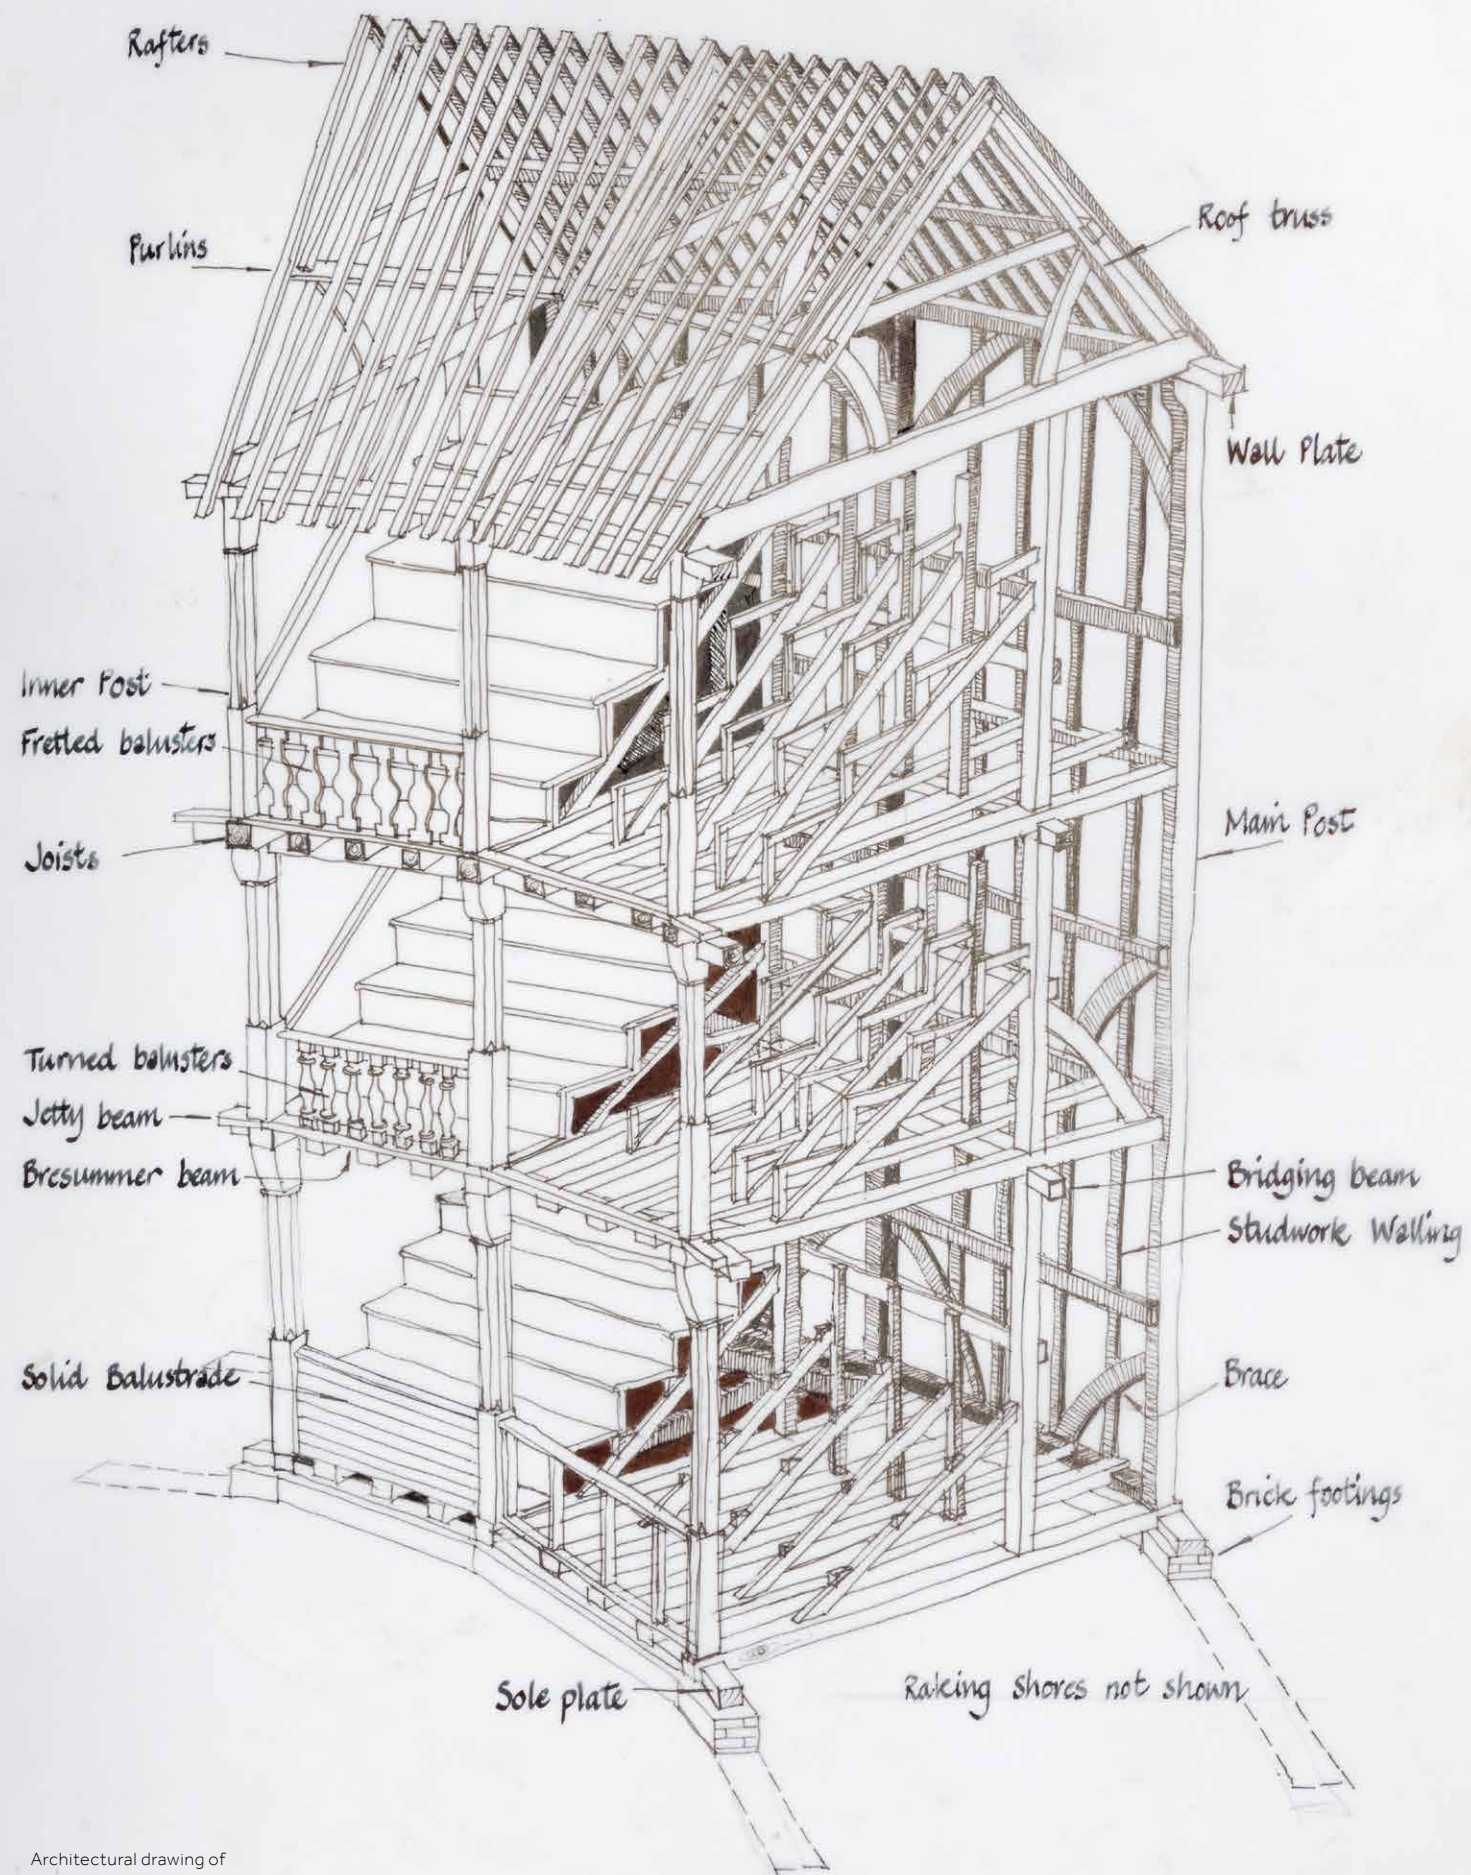 Rafters
Roof truss
Purlins
Wall Plate
Inner Post
Fretted balusters
Main Post
Joists
Turned balusters
Jetty beam
Bresummer beam
Bridging beam
Studwork Walling
Solid Balustrade
Brace
Brick footings
Sole plate
Raking shores not shown
Architectural drawing of